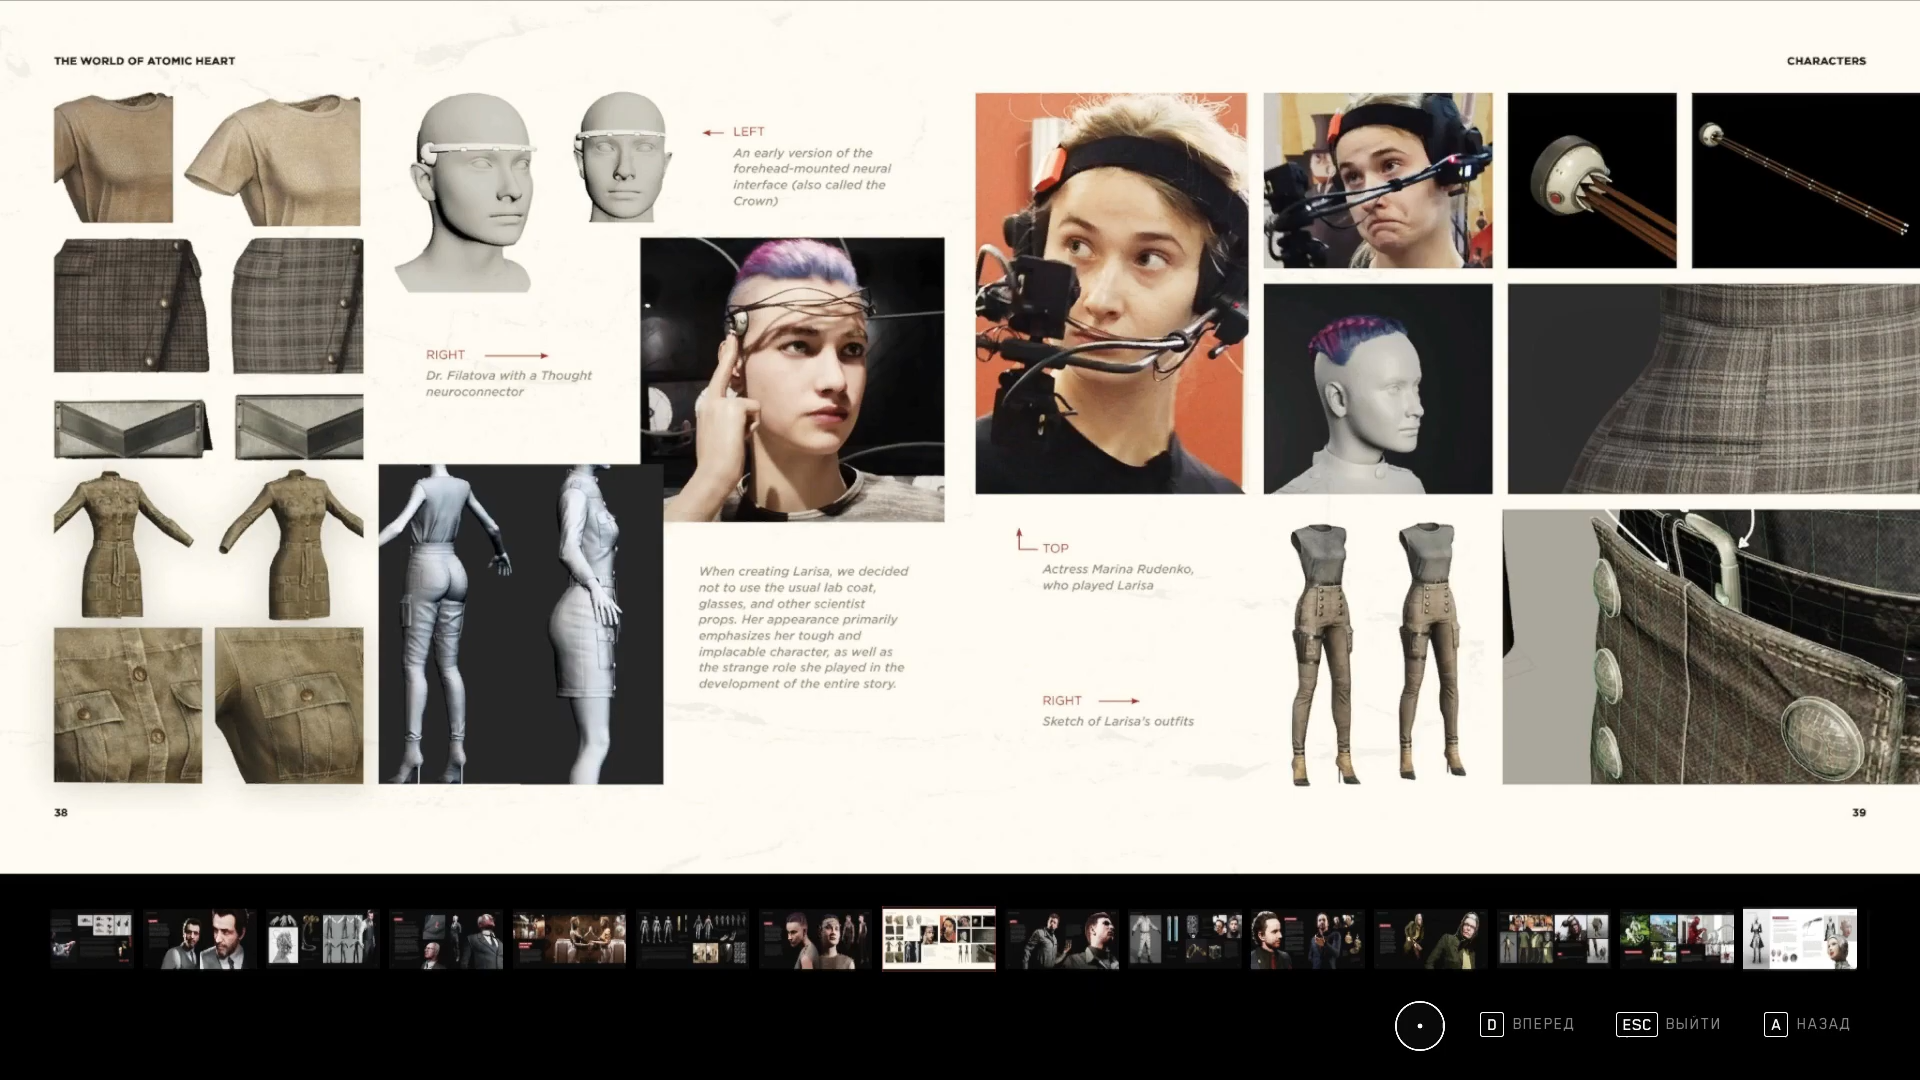 THE WORLD OF ATOMIC HEART
CHARACTERS
LEFT
An early version of the
forehead-mounted neural
interface (also called the
Crown)
RIGHT
Dr. Filatova with a Thought
neuroconnector
When creating Larisa, we decided
not to use the usual lab coat,
glasses, and other scientist
props. Her appearance primarily
emphasizes her tough and
implacable character, as well as
the strange role she played in the
development of the entire story.
TOP
Actress Marina Rudenko,
who played Larisa
RIGHT
Sketch of Larisa's outfits
38
39
D ВПЕРЕД
ESC ВЫЙТИ
A НАЗАД